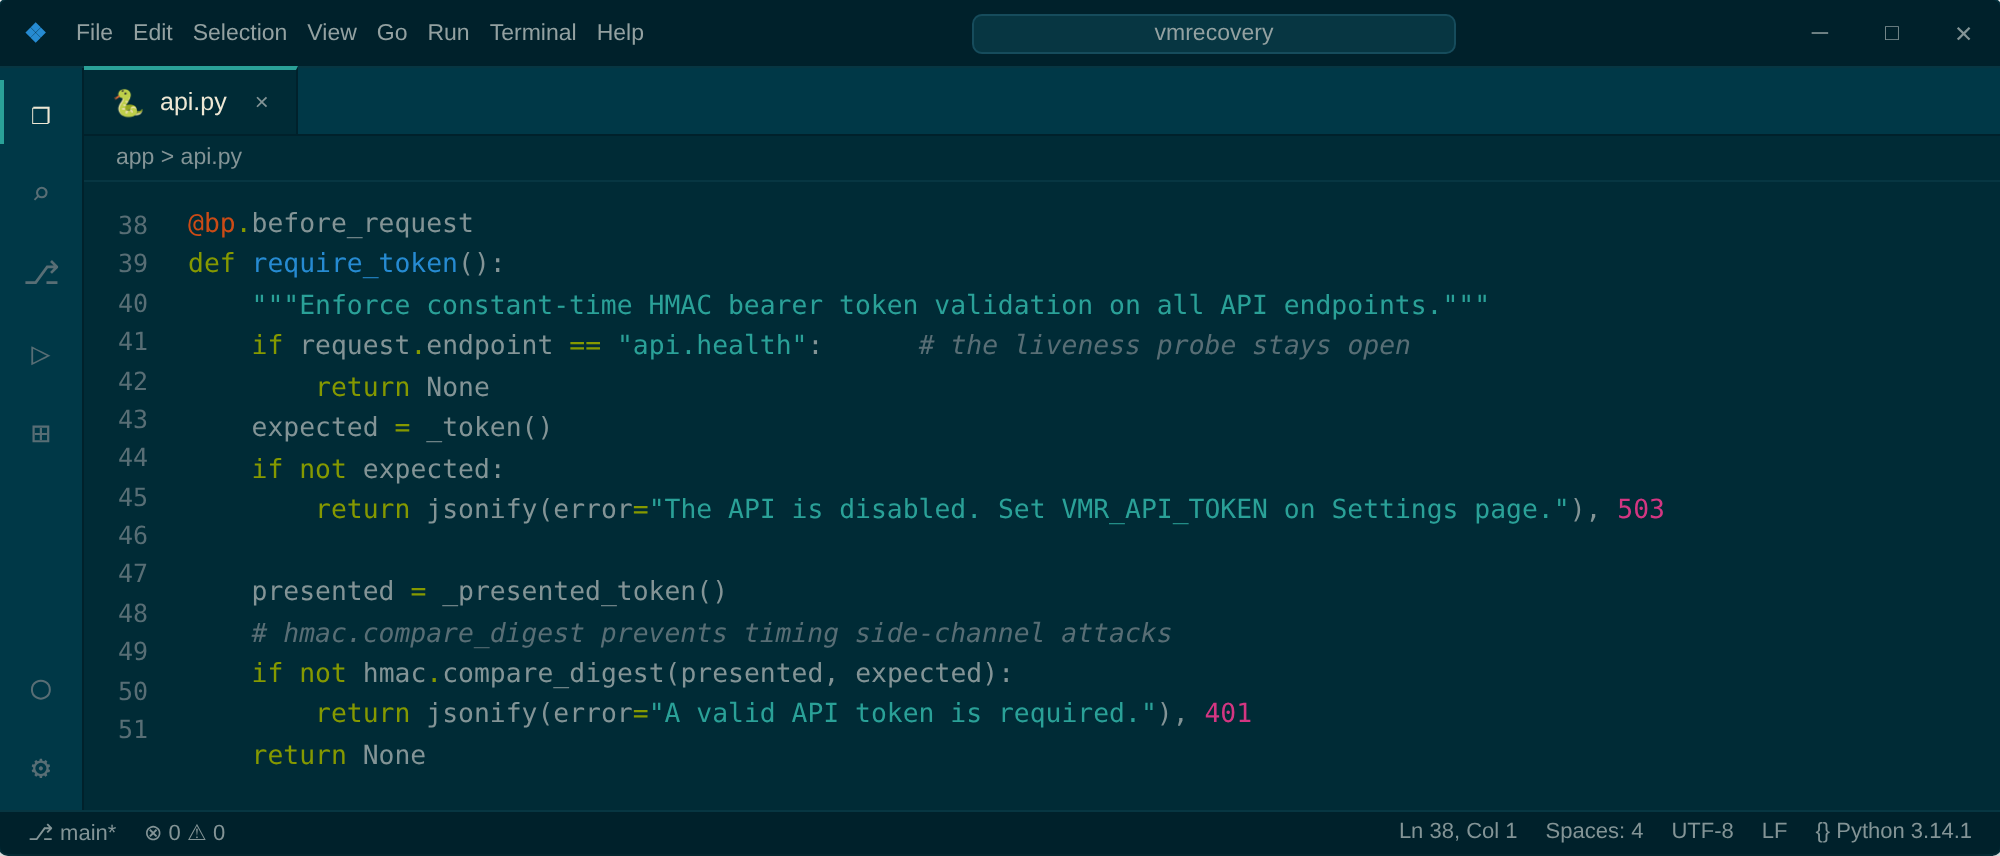 File Edit Selection View Go Run Terminal Help
vmrecovery
api.py
app > api.py
38 @bp.before_request
39 def require_token():
40     """Enforce constant-time HMAC bearer token validation on all API endpoints."""
41     if request.endpoint == "api.health":      # the liveness probe stays open
42         return None
43     expected = _token()
44     if not expected:
45         return jsonify(error="The API is disabled. Set VMR_API_TOKEN on Settings page."), 503
46
47     presented = _presented_token()
48     # hmac.compare_digest prevents timing side-channel attacks
49     if not hmac.compare_digest(presented, expected):
50         return jsonify(error="A valid API token is required."), 401
51     return None
main* ⊗ 0 ⚠ 0 Ln 38, Col 1 Spaces: 4 UTF-8 LF {} Python 3.14.1